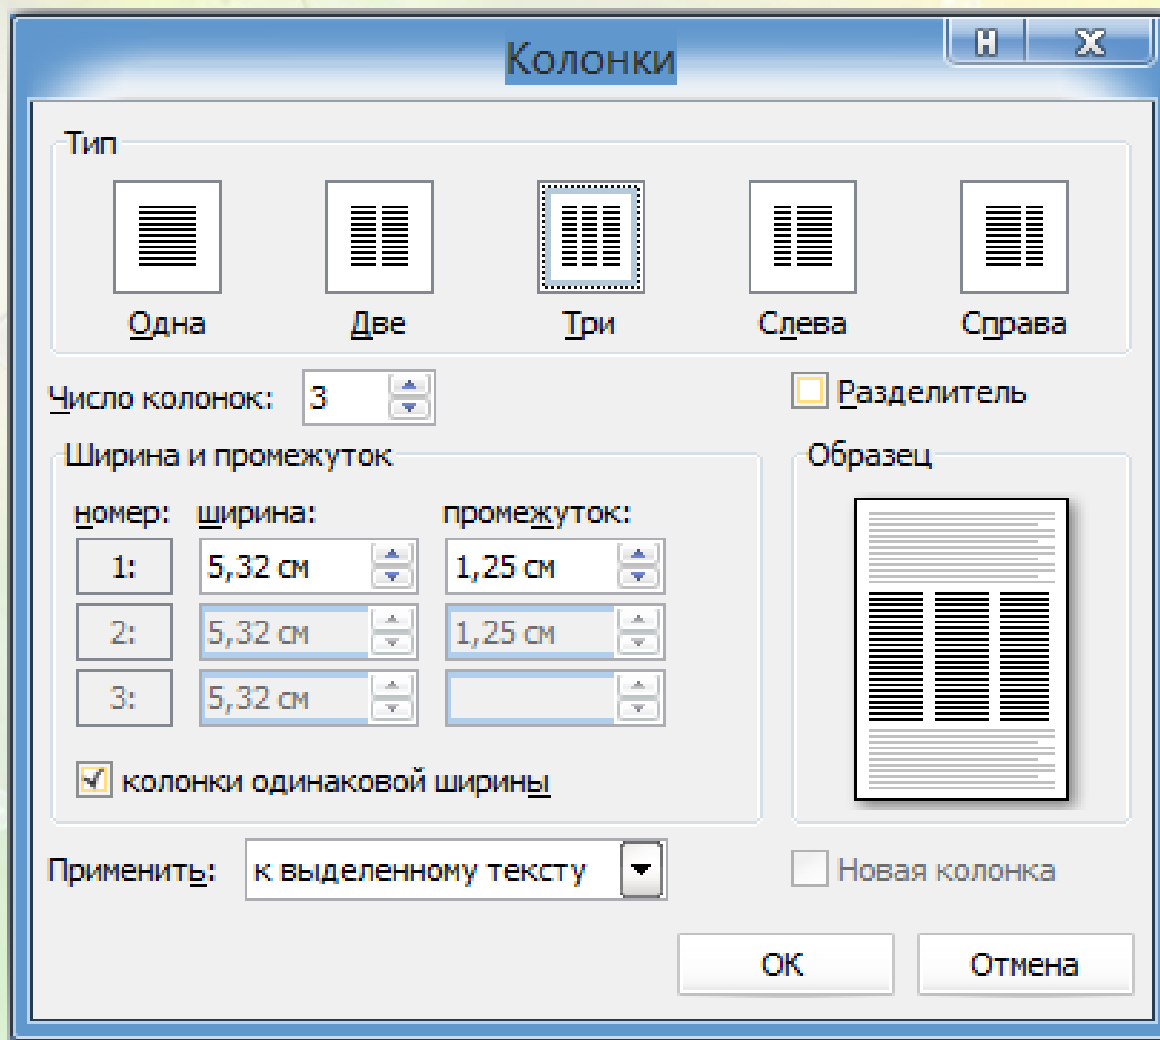 Колонки
Тип
Одна Две Три Слева Справа
Число колонок: 3 Разделитель
Ширина и промежуток Образец
номер: ширина: промежуток:
1: 5,32 см 1,25 см
2: 5,32 см 1,25 см
3: 5,32 см
колонки одинаковой ширины
Применить: к выделенному тексту Новая колонка
ОК Отмена